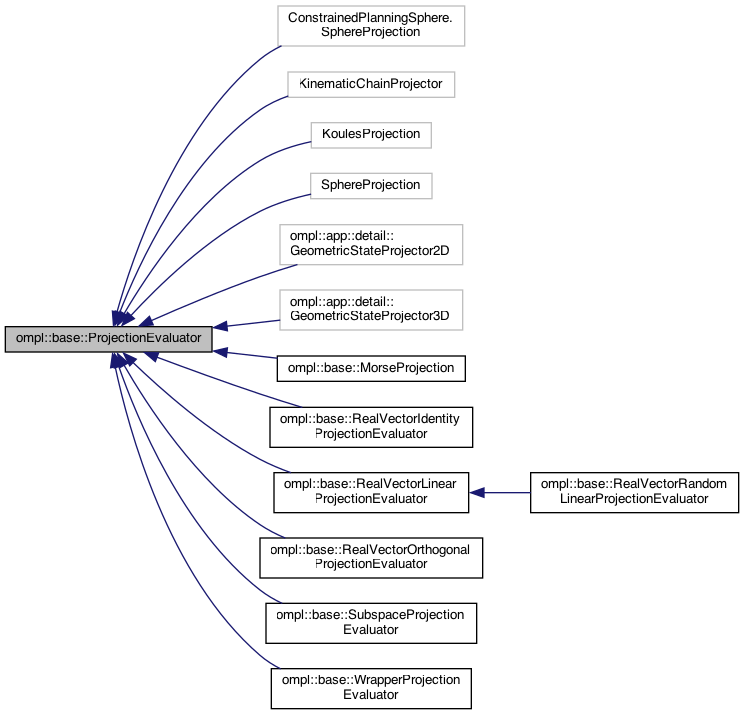 ConstrainedPlanningSphere.
SphereProjection
KinematicChainProjector
KoulesProjection
SphereProjection
ompl::app::detail::
GeometricStateProjector2D
ompl::app::detail::
GeometricStateProjector3D
ompl::base::ProjectionEvaluator
ompl::base::MorseProjection
ompl::base::RealVectorIdentity
ProjectionEvaluator
ompl::base::RealVectorLinear
ProjectionEvaluator
ompl::base::RealVectorRandom
LinearProjectionEvaluator
ompl::base::RealVectorOrthogonal
ProjectionEvaluator
ompl::base::SubspaceProjection
Evaluator
ompl::base::WrapperProjection
Evaluator